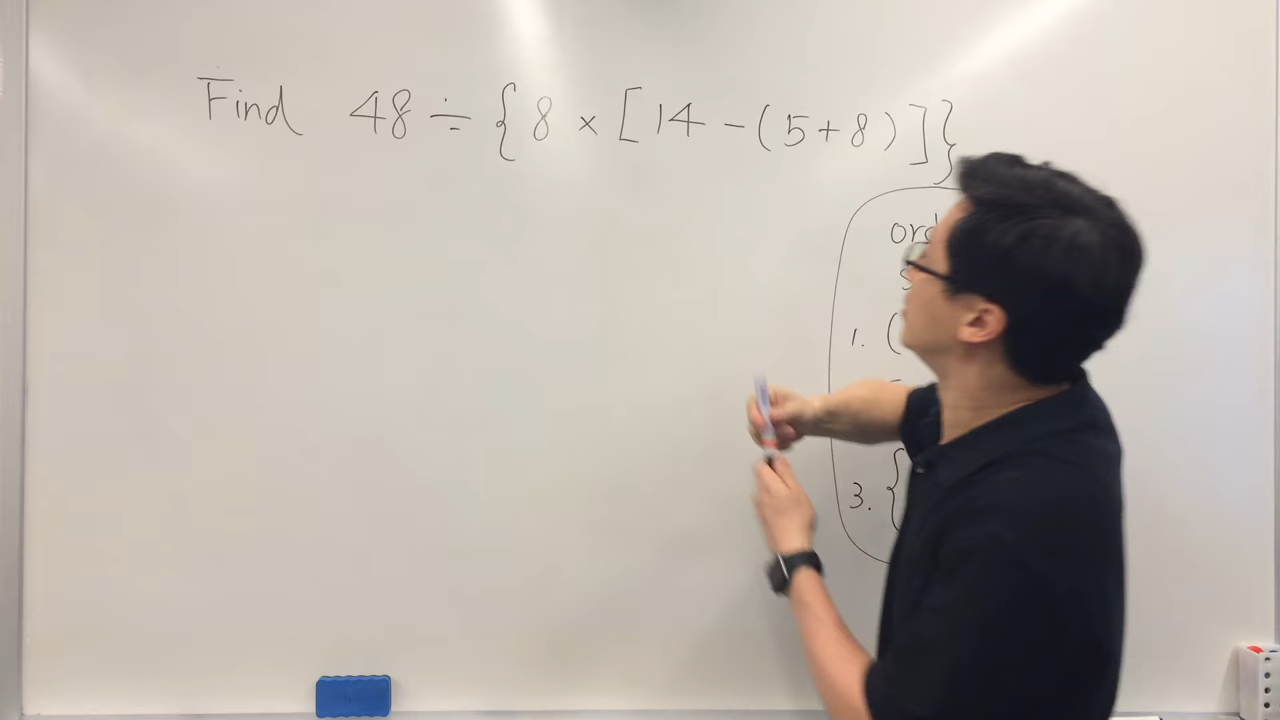 Find 48 ÷ { 8 × [ 14 - ( 5 + 8 ) ] }
1. (
3. {